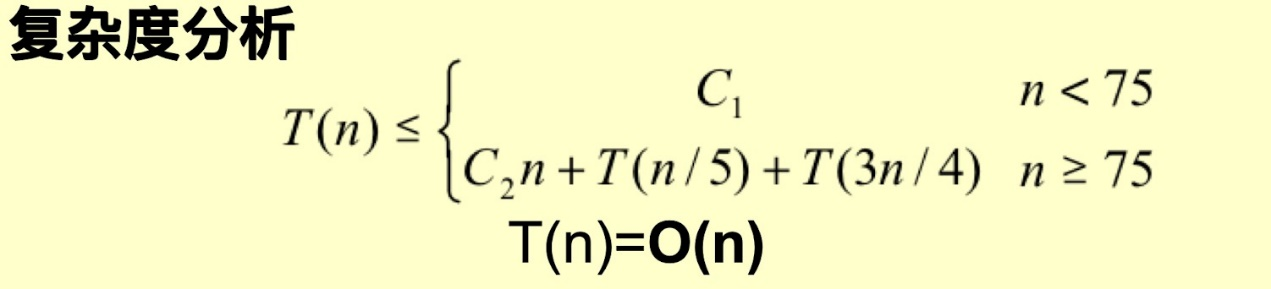 复杂度分析
C₁ n < 75
T(n) ≤ {
C₂n + T(n / 5) + T(3n / 4) n ≥ 75
T(n)=O(n)